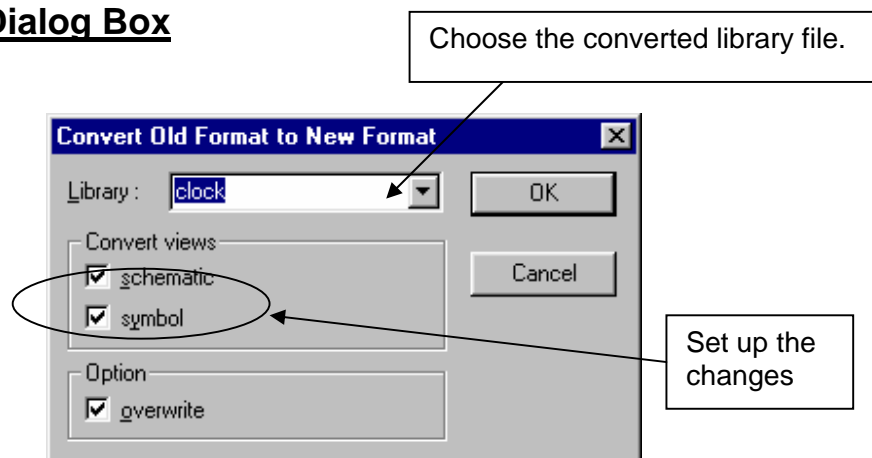 Dialog Box
Choose the converted library file.
Convert Old Format to New Format
Library : clock
OK
Convert views
schematic
Cancel
symbol
Set up the
changes
Option
overwrite